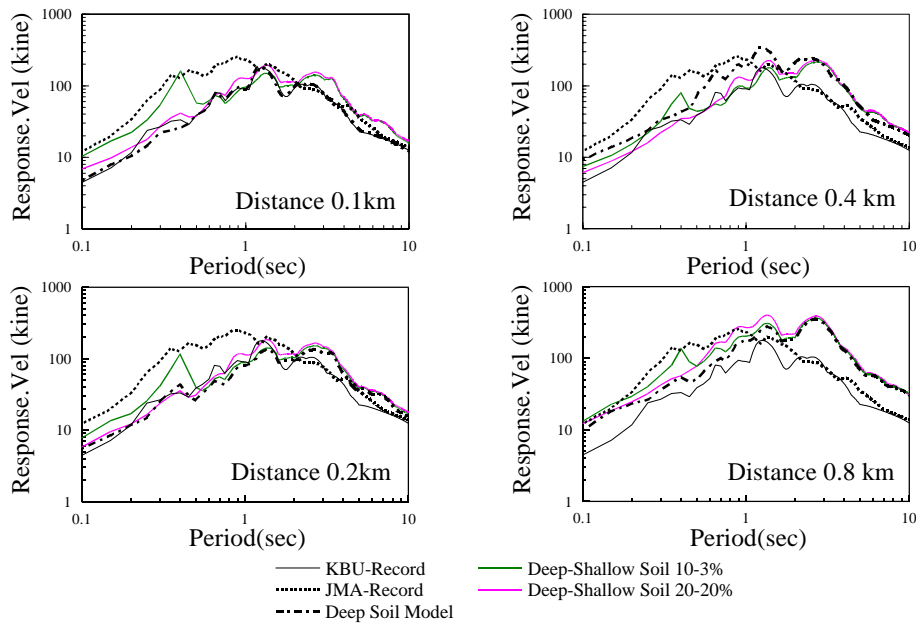 1000
100
10
1
Response.Vel (kine)
Distance 0.1km
0.1
1
10
Period(sec)
1000
100
10
1
Response.Vel (kine)
Distance 0.4 km
0.1
1
10
Period (sec)
1000
100
10
1
Response.Vel (kine)
Distance 0.2km
0.1
1
10
Period(sec)
1000
100
10
1
Response.Vel (kine)
Distance 0.8 km
0.1
1
10
Period(sec)
KBU-Record
JMA-Record
Deep Soil Model
Deep-Shallow Soil 10-3%
Deep-Shallow Soil 20-20%